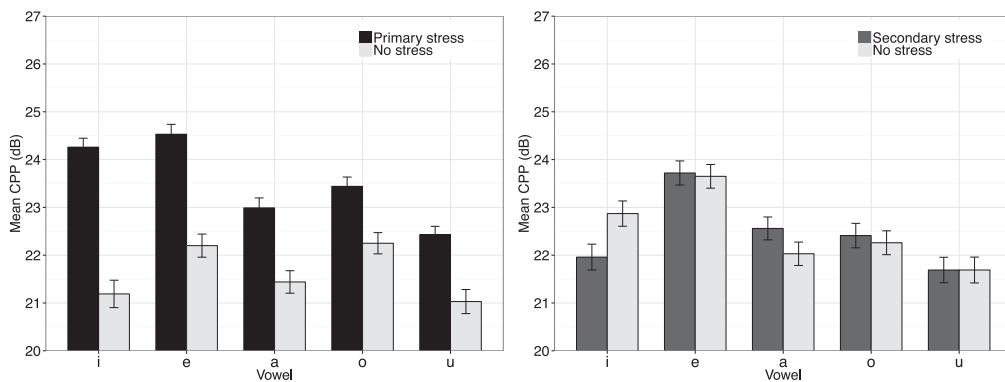 27
26
25
24
23
22
21
20
Mean CPP (dB)
Primary stress
No stress
i e a o u
Vowel
27
26
25
24
23
22
21
20
Mean CPP (dB)
Secondary stress
No stress
i e a o u
Vowel